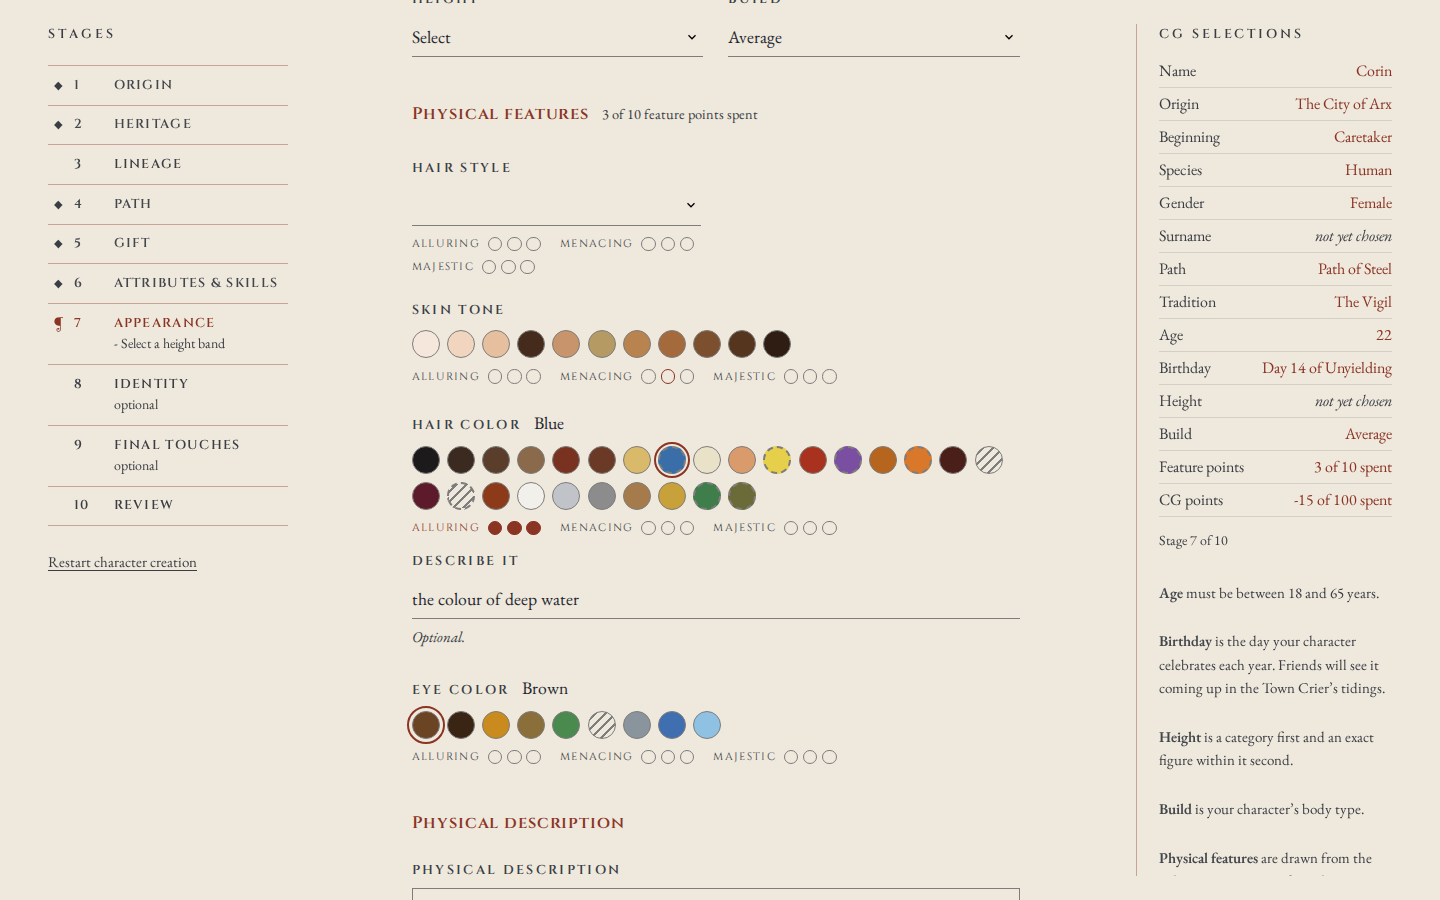 STAGES
1 ORIGIN
2 HERITAGE
3 LINEAGE
4 PATH
5 GIFT
6 ATTRIBUTES & SKILLS
¶ 7 APPEARANCE
- Select a height band
8 IDENTITY
optional
9 FINAL TOUCHES
optional
10 REVIEW
Restart character creation
HEIGHT BUILD
Select Average
PHYSICAL FEATURES 3 of 10 feature points spent
HAIR STYLE
ALLURING MENACING
MAJESTIC
SKIN TONE
ALLURING MENACING MAJESTIC
HAIR COLOR Blue
ALLURING MENACING MAJESTIC
DESCRIBE IT
the colour of deep water
Optional.
EYE COLOR Brown
ALLURING MENACING MAJESTIC
PHYSICAL DESCRIPTION
PHYSICAL DESCRIPTION
CG SELECTIONS
Name Corin
Origin The City of Arx
Beginning Caretaker
Species Human
Gender Female
Surname not yet chosen
Path Path of Steel
Tradition The Vigil
Age 22
Birthday Day 14 of Unyielding
Height not yet chosen
Build Average
Feature points 3 of 10 spent
CG points -15 of 100 spent
Stage 7 of 10
Age must be between 18 and 65 years.
Birthday is the day your character
celebrates each year. Friends will see it
coming up in the Town Crier's tidings.
Height is a category first and an exact
figure within it second.
Build is your character's body type.
Physical features are drawn from the